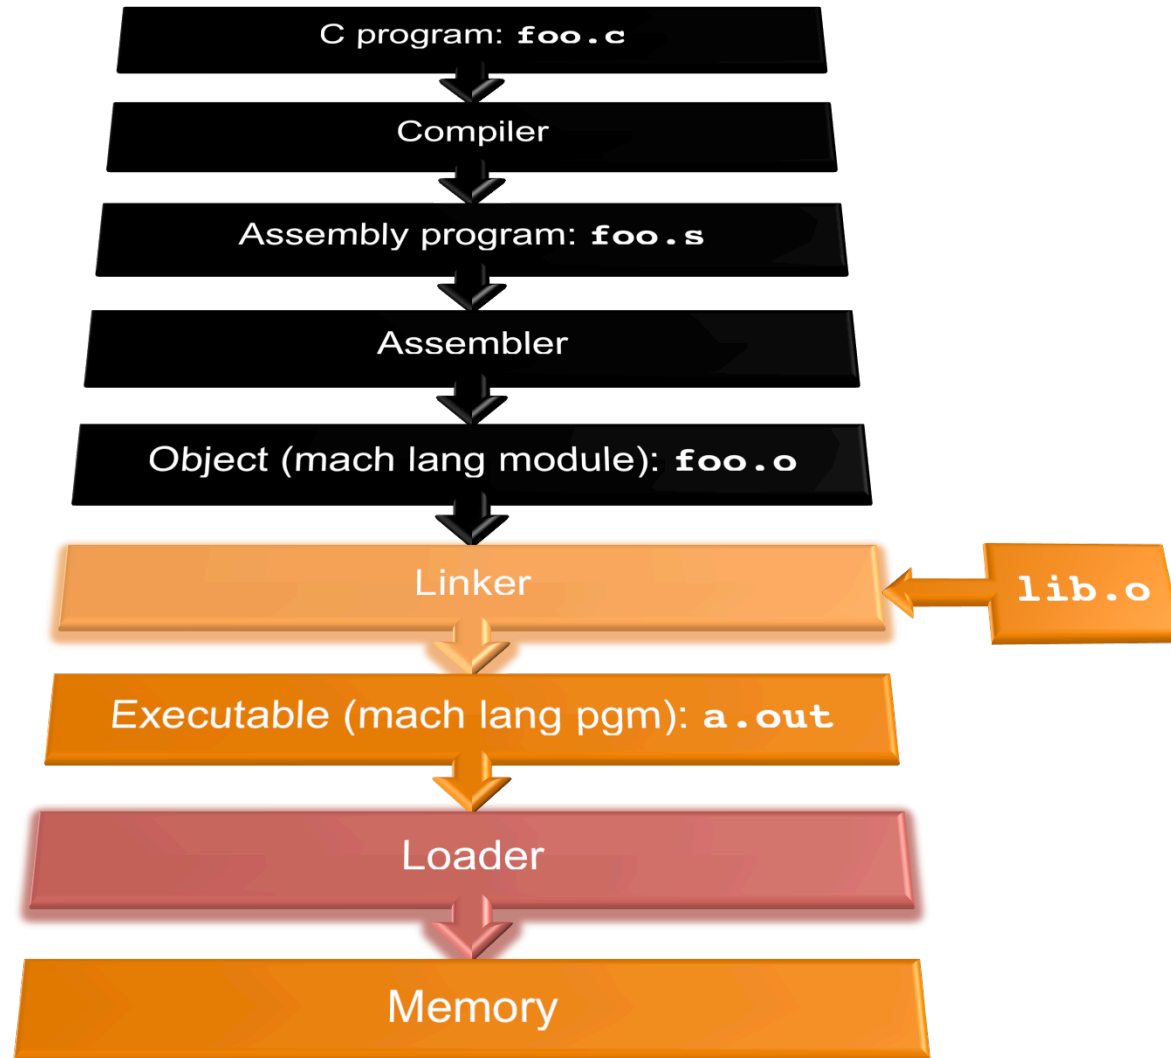 C program: foo.c
Compiler
Assembly program: foo.s
Assembler
Object (mach lang module): foo.o
Linker
lib.o
Executable (mach lang pgm): a.out
Loader
Memory